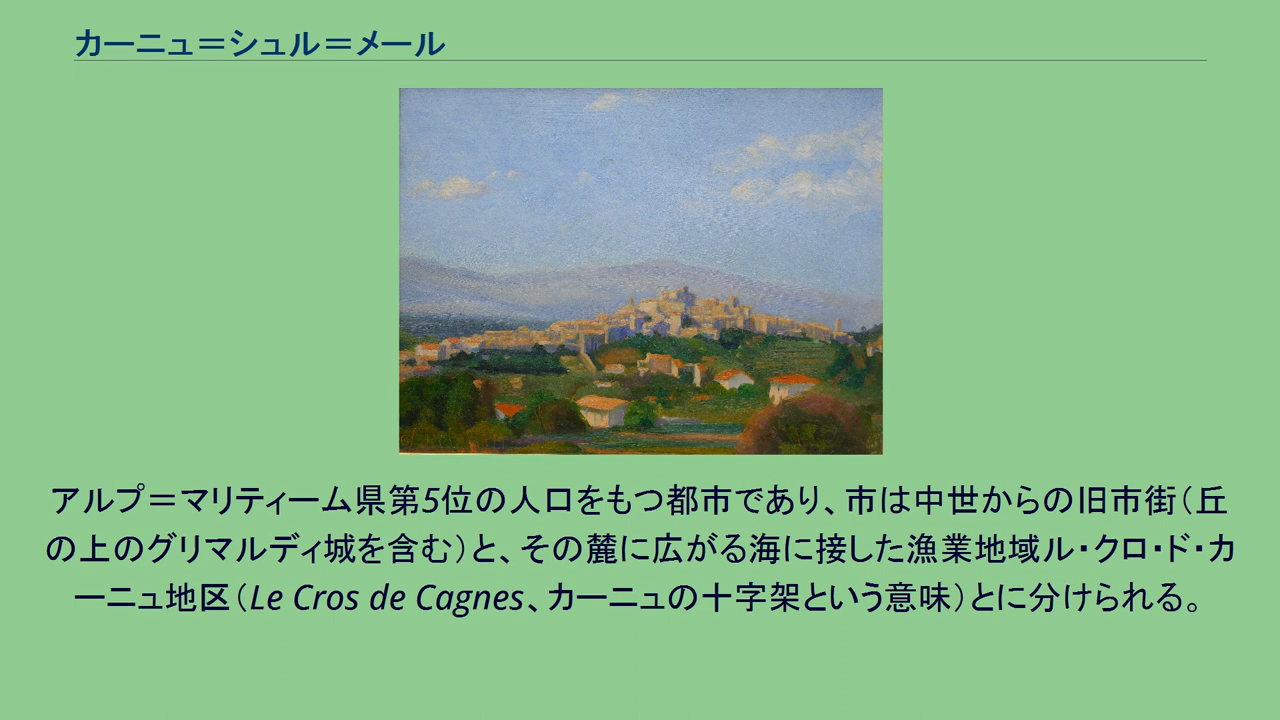 カーニュ＝シュル＝メール
アルプ＝マリティーム県第5位の人口をもつ都市であり、市は中世からの旧市街（丘
の上のグリマルディ城を含む）と、その麓に広がる海に接した漁業地域ル・クロ・ド・カ
ーニュ地区（Le Cros de Cagnes、カーニュの十字架という意味）とに分けられる。